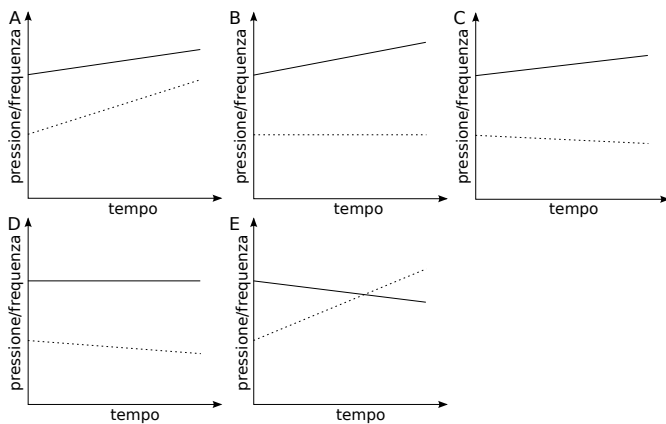 A
pressione/frequenza
tempo
B
pressione/frequenza
tempo
C
pressione/frequenza
tempo
D
pressione/frequenza
tempo
E
pressione/frequenza
tempo